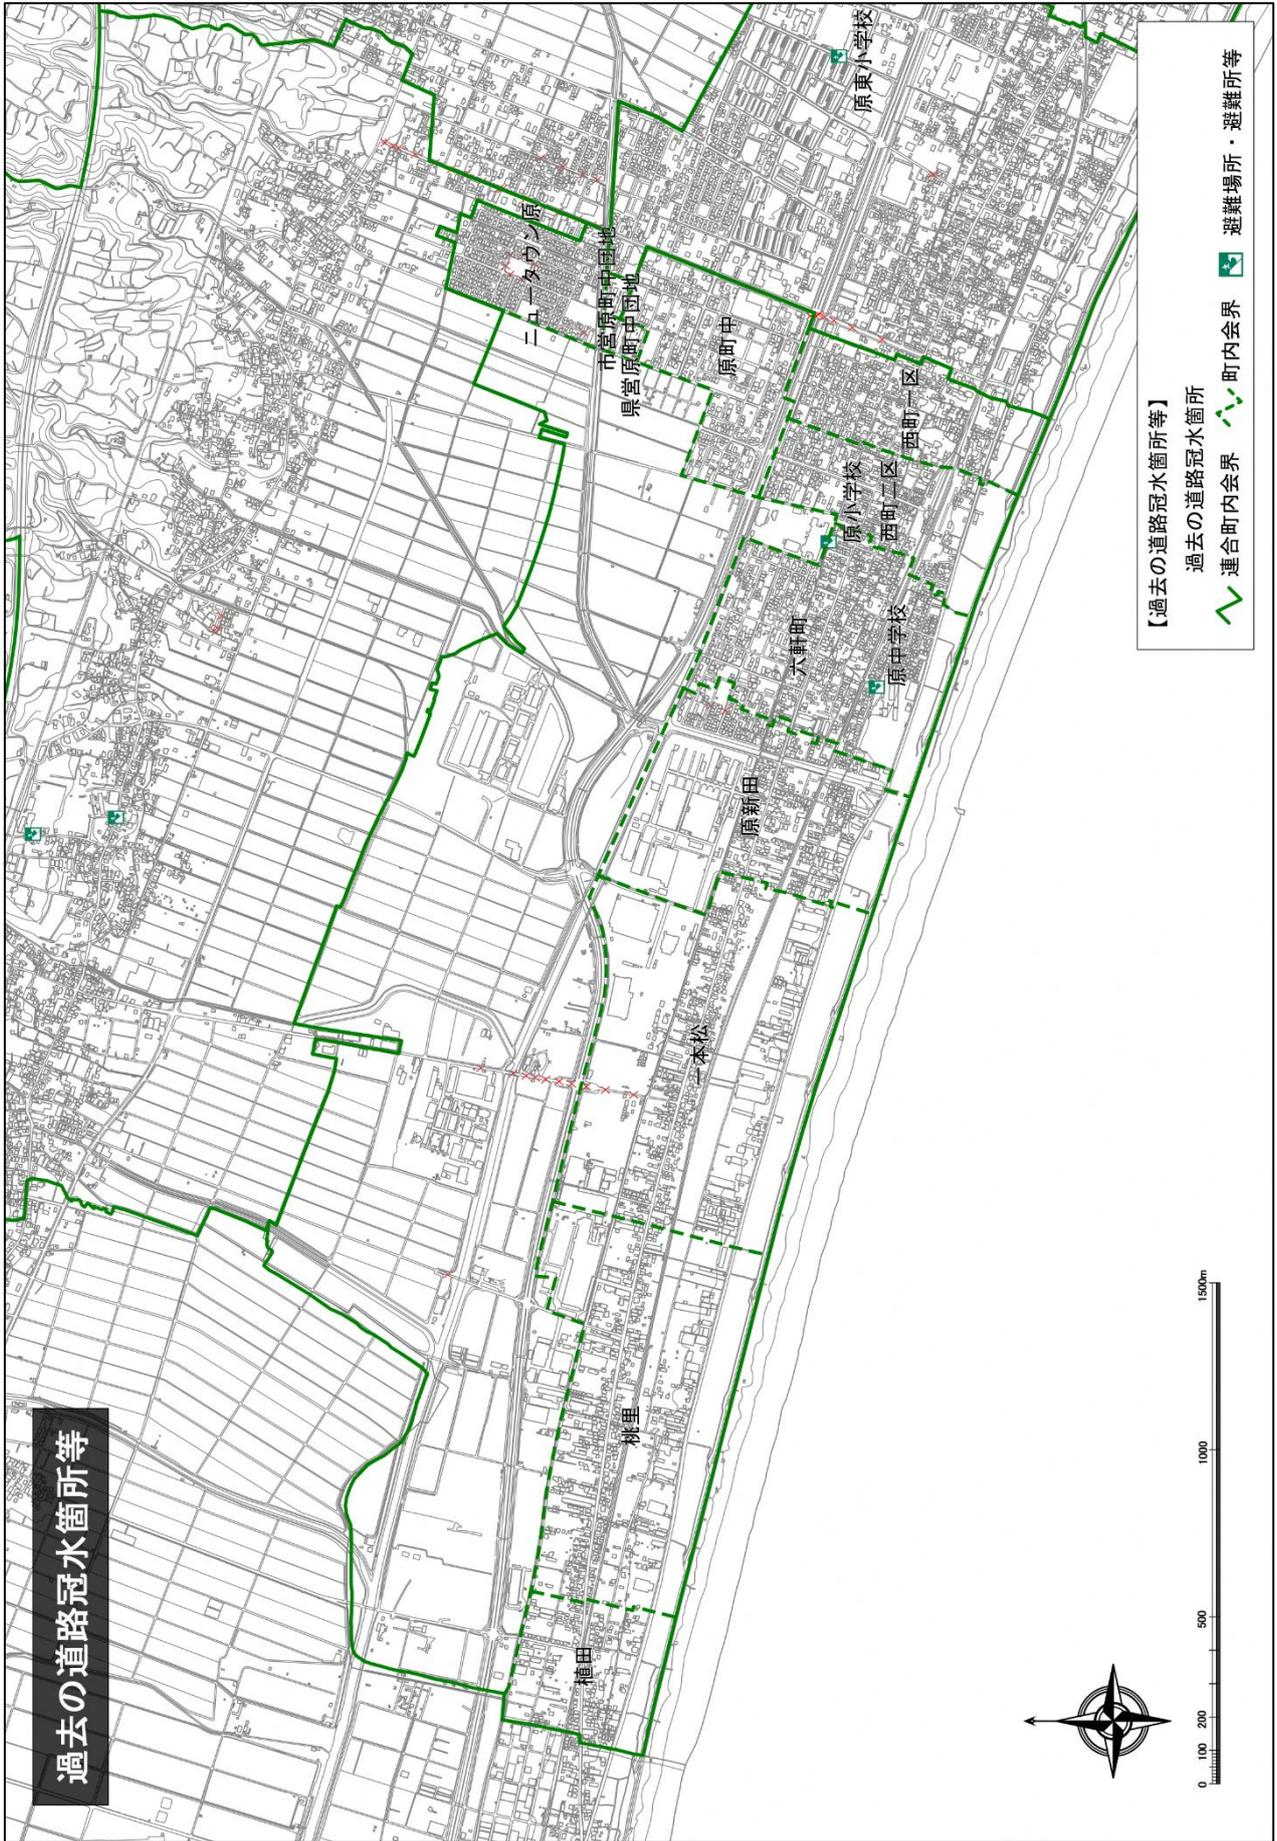 過去の道路冠水箇所等
ニュータウン原
市営原町中団地
県営原町中団地
原町中
原東小学校
西町一区
原小学校
西町二区
六軒町
原中学校
原新田
一本松
桃里
植田
【過去の道路冠水箇所等】
過去の道路冠水箇所
連合町内会界 町内会界 避難場所・避難所等
0 100 200 500 1000 1500m